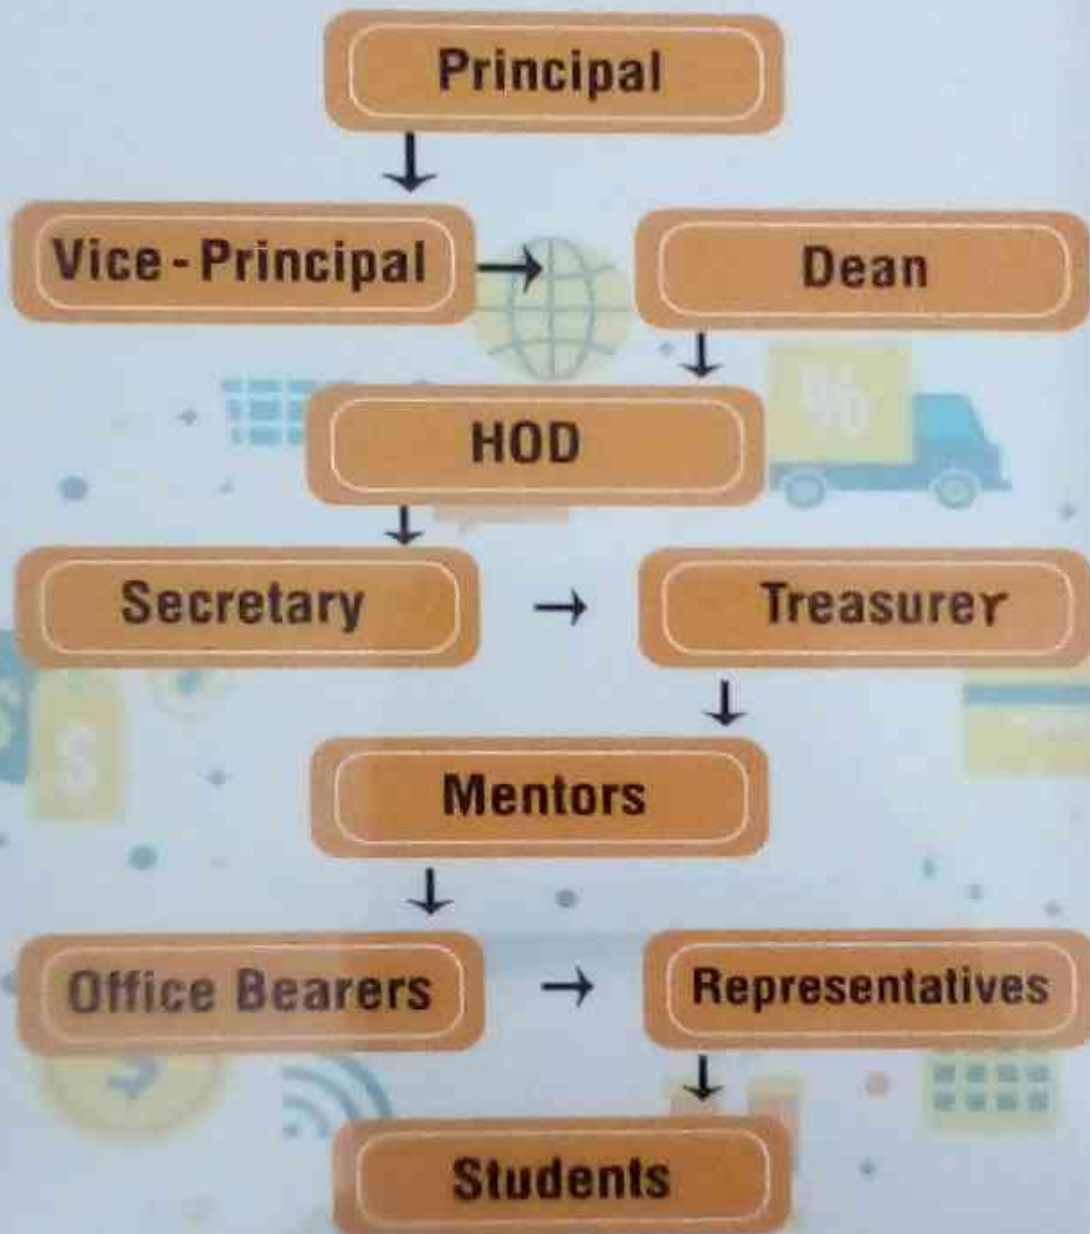 Principal
Vice - Principal
Dean
HOD
Secretary
Treasurer
Mentors
Office Bearers
Representatives
Students